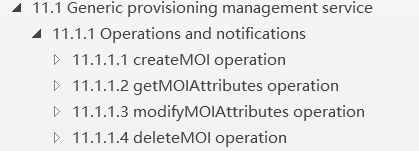 11.1 Generic provisioning management service
11.1.1 Operations and notifications
11.1.1.1 createMOI operation
11.1.1.2 getMOIAttributes operation
11.1.1.3 modifyMOIAttributes operation
11.1.1.4 deleteMOI operation